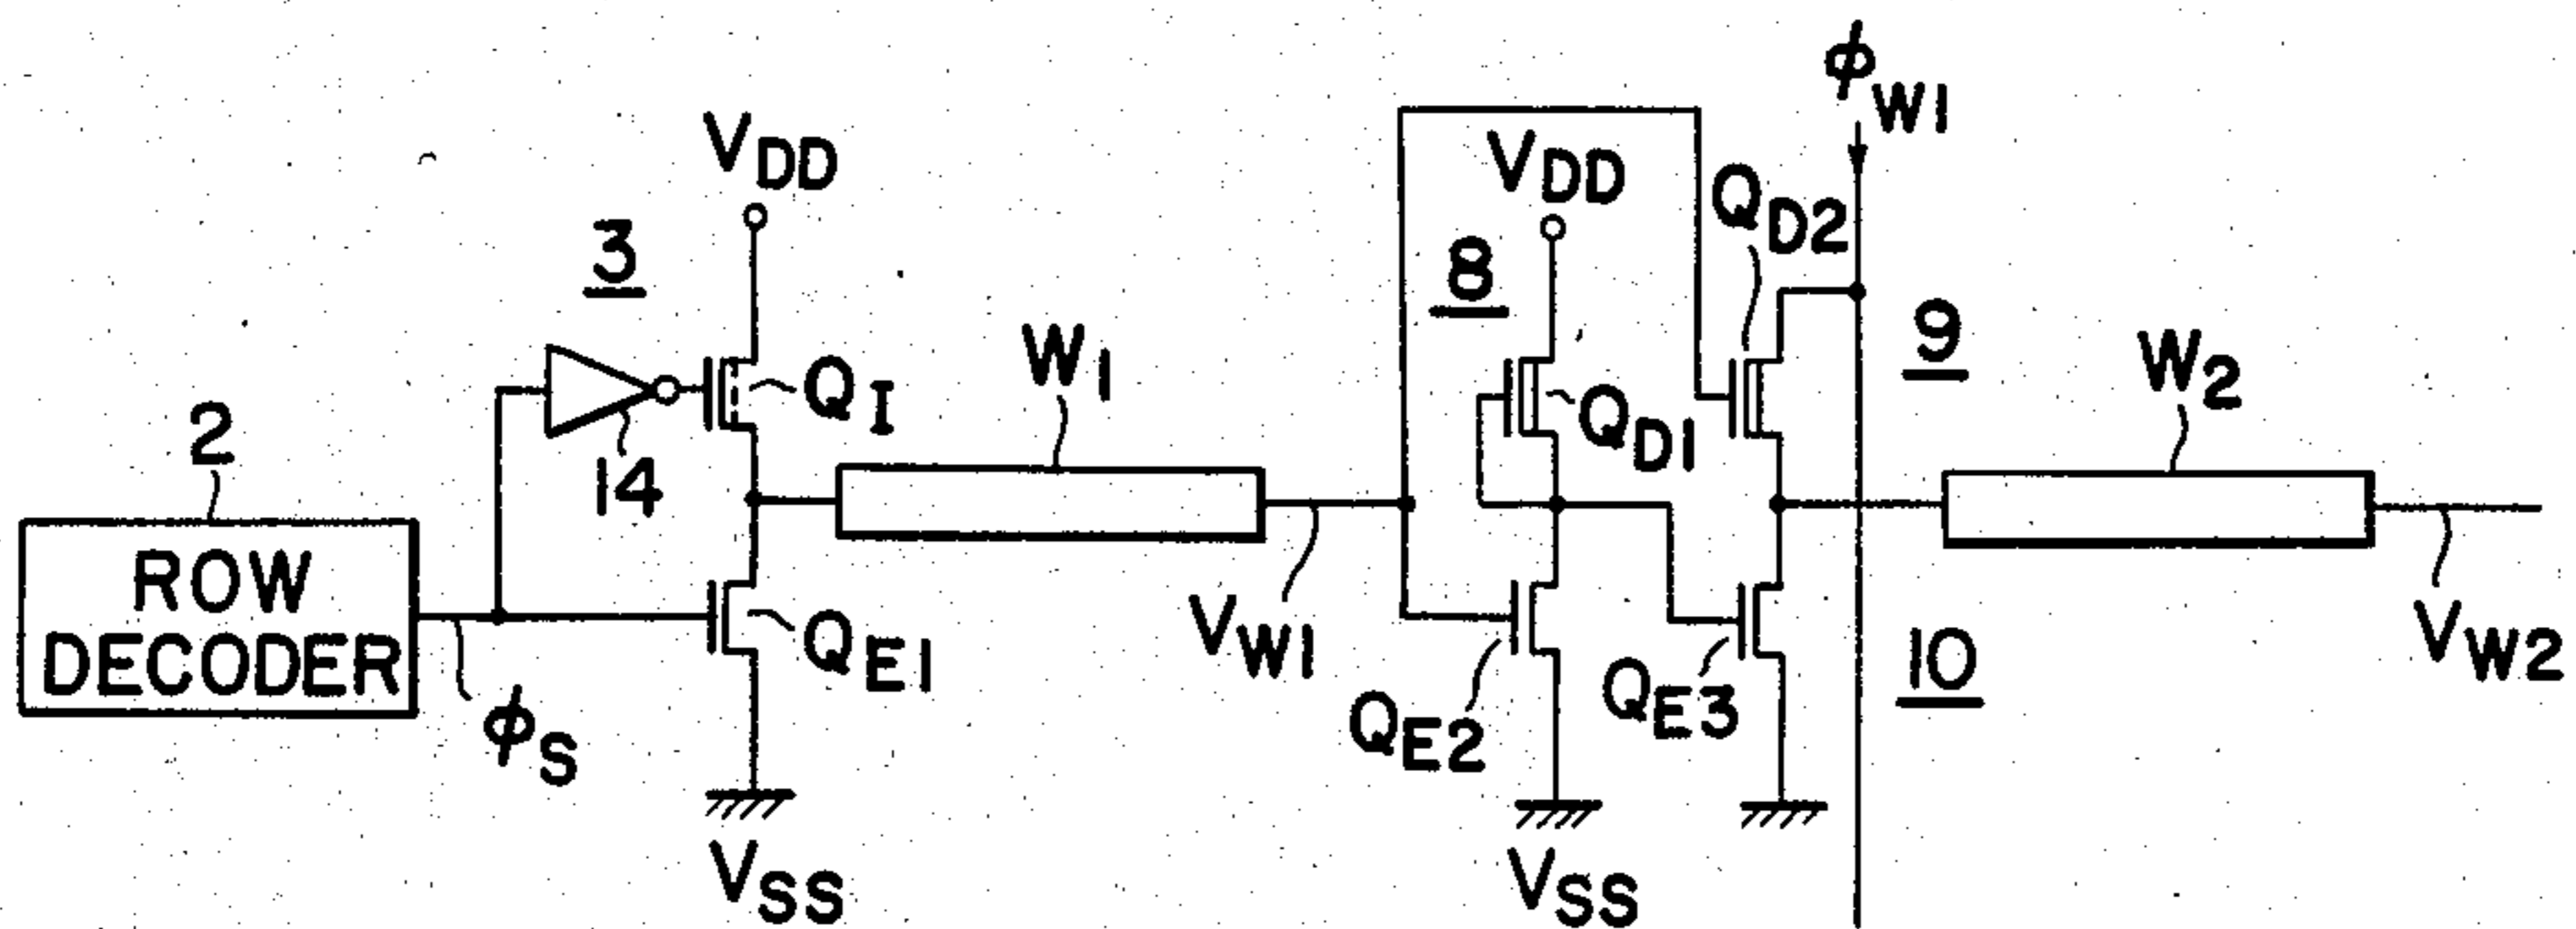 2
ROW
DECODER
φS
14
3
VDD
QI
QE1
VSS
W1
VW1
8
VDD
QD1
QE2
VSS
QD2
QE3
φW1
9
10
W2
VW2